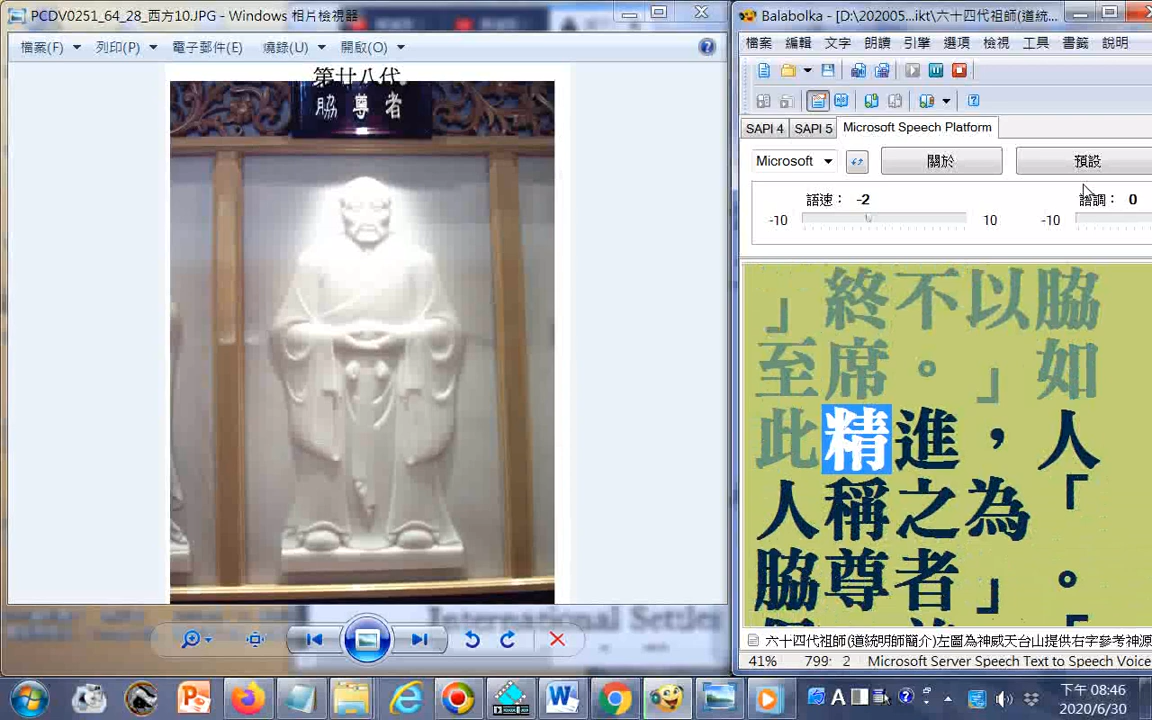 PCDV0251_64_28_西方10.JPG - Windows 相片檢視器
檔案(F) 列印(P) 電子郵件(E) 燒錄(U) 開啟(O)
第廿八代
脇尊者
Balabolka - [D:\202005...ikt\六十四代祖師(道統...
檔案 編輯 文字 朗讀 引擎 選項 檢視 工具 書籤 說明
SAPI 4 SAPI 5 Microsoft Speech Platform
Microsoft 關於 預設
語速： -2 語調： 0
-10 10 -10
」終不以脇
至席。」如
此精進，人
人稱之為「
脇尊者」。
六十四代祖師(道統明師簡介)左圖為神威天台山提供右字參考神源
41% 799: 2 Microsoft Server Speech Text to Speech Voice
International Settle
下午 08:46
2020/6/30